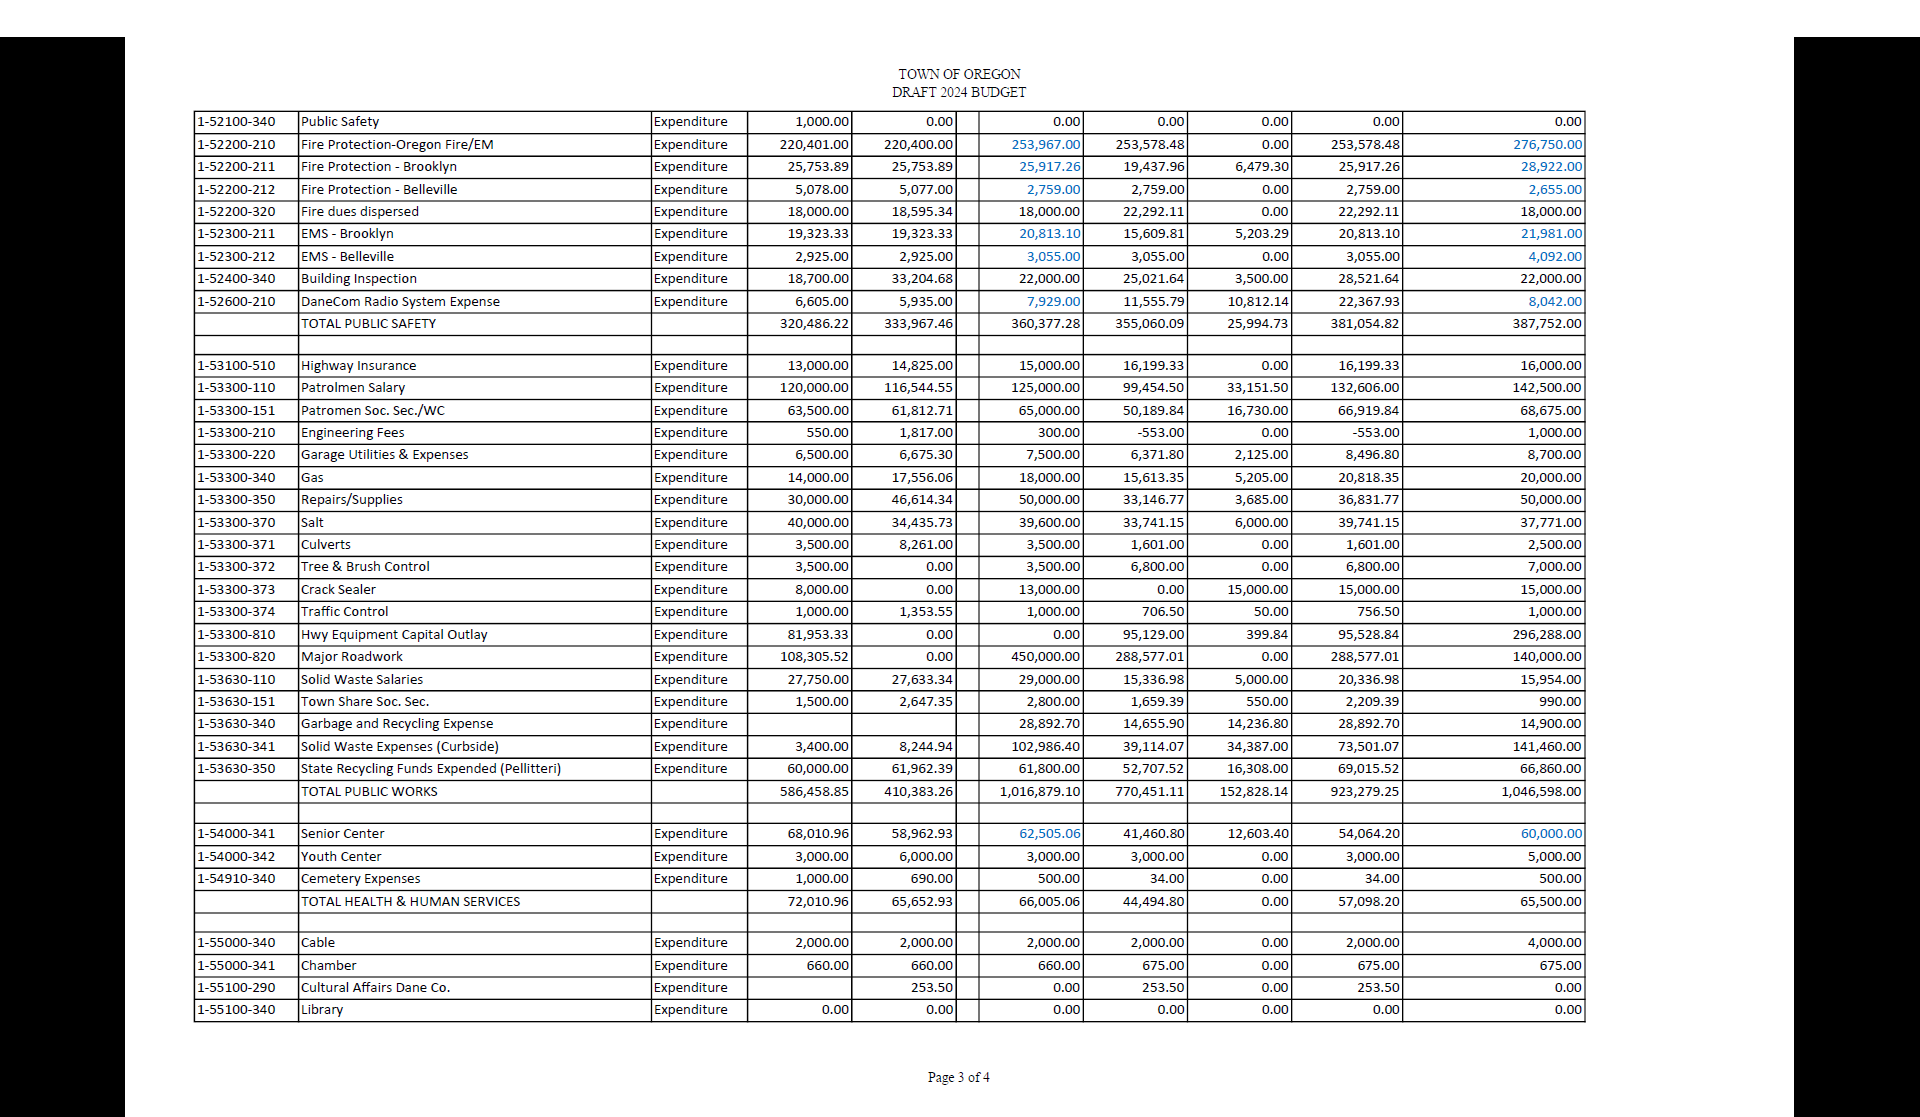 TOWN OF OREGON
DRAFT 2024 BUDGET
1-52100-340 Public Safety Expenditure 1,000.00 0.00 0.00 0.00 0.00 0.00 0.00
1-52200-210 Fire Protection-Oregon Fire/EM Expenditure 220,401.00 220,400.00 253,967.00 253,578.48 0.00 253,578.48 276,750.00
1-52200-211 Fire Protection - Brooklyn Expenditure 25,753.89 25,753.89 25,917.26 19,437.96 6,479.30 25,917.26 28,922.00
1-52200-212 Fire Protection - Belleville Expenditure 5,078.00 5,077.00 2,759.00 2,759.00 0.00 2,759.00 2,655.00
1-52200-320 Fire dues dispersed Expenditure 18,000.00 18,595.34 18,000.00 22,292.11 0.00 22,292.11 18,000.00
1-52300-211 EMS - Brooklyn Expenditure 19,323.33 19,323.33 20,813.10 15,609.81 5,203.29 20,813.10 21,981.00
1-52300-212 EMS - Belleville Expenditure 2,925.00 2,925.00 3,055.00 3,055.00 0.00 3,055.00 4,092.00
1-52400-340 Building Inspection Expenditure 18,700.00 33,204.68 22,000.00 25,021.64 3,500.00 28,521.64 22,000.00
1-52600-210 DaneCom Radio System Expense Expenditure 6,605.00 5,935.00 7,929.00 11,555.79 10,812.14 22,367.93 8,042.00
TOTAL PUBLIC SAFETY 320,486.22 333,967.46 360,377.28 355,060.09 25,994.73 381,054.82 387,752.00
1-53100-510 Highway Insurance Expenditure 13,000.00 14,825.00 15,000.00 16,199.33 0.00 16,199.33 16,000.00
1-53300-110 Patrolmen Salary Expenditure 120,000.00 116,544.55 125,000.00 99,454.50 33,151.50 132,606.00 142,500.00
1-53300-151 Patromen Soc. Sec./WC Expenditure 63,500.00 61,812.71 65,000.00 50,189.84 16,730.00 66,919.84 68,675.00
1-53300-210 Engineering Fees Expenditure 550.00 1,817.00 300.00 -553.00 0.00 -553.00 1,000.00
1-53300-220 Garage Utilities & Expenses Expenditure 6,500.00 6,675.30 7,500.00 6,371.80 2,125.00 8,496.80 8,700.00
1-53300-340 Gas Expenditure 14,000.00 17,556.06 18,000.00 15,613.35 5,205.00 20,818.35 20,000.00
1-53300-350 Repairs/Supplies Expenditure 30,000.00 46,614.34 50,000.00 33,146.77 3,685.00 36,831.77 50,000.00
1-53300-370 Salt Expenditure 40,000.00 34,435.73 39,600.00 33,741.15 6,000.00 39,741.15 37,771.00
1-53300-371 Culverts Expenditure 3,500.00 8,261.00 3,500.00 1,601.00 0.00 1,601.00 2,500.00
1-53300-372 Tree & Brush Control Expenditure 3,500.00 0.00 3,500.00 6,800.00 0.00 6,800.00 7,000.00
1-53300-373 Crack Sealer Expenditure 8,000.00 0.00 13,000.00 0.00 15,000.00 15,000.00 15,000.00
1-53300-374 Traffic Control Expenditure 1,000.00 1,353.55 1,000.00 706.50 50.00 756.50 1,000.00
1-53300-810 Hwy Equipment Capital Outlay Expenditure 81,953.33 0.00 0.00 95,129.00 399.84 95,528.84 296,288.00
1-53300-820 Major Roadwork Expenditure 108,305.52 0.00 450,000.00 288,577.01 0.00 288,577.01 140,000.00
1-53630-110 Solid Waste Salaries Expenditure 27,750.00 27,633.34 29,000.00 15,336.98 5,000.00 20,336.98 15,954.00
1-53630-151 Town Share Soc. Sec. Expenditure 1,500.00 2,647.35 2,800.00 1,659.39 550.00 2,209.39 990.00
1-53630-340 Garbage and Recycling Expense Expenditure 28,892.70 14,655.90 14,236.80 28,892.70 14,900.00
1-53630-341 Solid Waste Expenses (Curbside) Expenditure 3,400.00 8,244.94 102,986.40 39,114.07 34,387.00 73,501.07 141,460.00
1-53630-350 State Recycling Funds Expended (Pellitteri) Expenditure 60,000.00 61,962.39 61,800.00 52,707.52 16,308.00 69,015.52 66,860.00
TOTAL PUBLIC WORKS 586,458.85 410,383.26 1,016,879.10 770,451.11 152,828.14 923,279.25 1,046,598.00
1-54000-341 Senior Center Expenditure 68,010.96 58,962.93 62,505.06 41,460.80 12,603.40 54,064.20 60,000.00
1-54000-342 Youth Center Expenditure 3,000.00 6,000.00 3,000.00 3,000.00 0.00 3,000.00 5,000.00
1-54910-340 Cemetery Expenses Expenditure 1,000.00 690.00 500.00 34.00 0.00 34.00 500.00
TOTAL HEALTH & HUMAN SERVICES 72,010.96 65,652.93 66,005.06 44,494.80 0.00 57,098.20 65,500.00
1-55000-340 Cable Expenditure 2,000.00 2,000.00 2,000.00 2,000.00 0.00 2,000.00 4,000.00
1-55000-341 Chamber Expenditure 660.00 660.00 660.00 675.00 0.00 675.00 675.00
1-55100-290 Cultural Affairs Dane Co. Expenditure 253.50 0.00 253.50 0.00 253.50 0.00
1-55100-340 Library Expenditure 0.00 0.00 0.00 0.00 0.00 0.00 0.00
Page 3 of 4